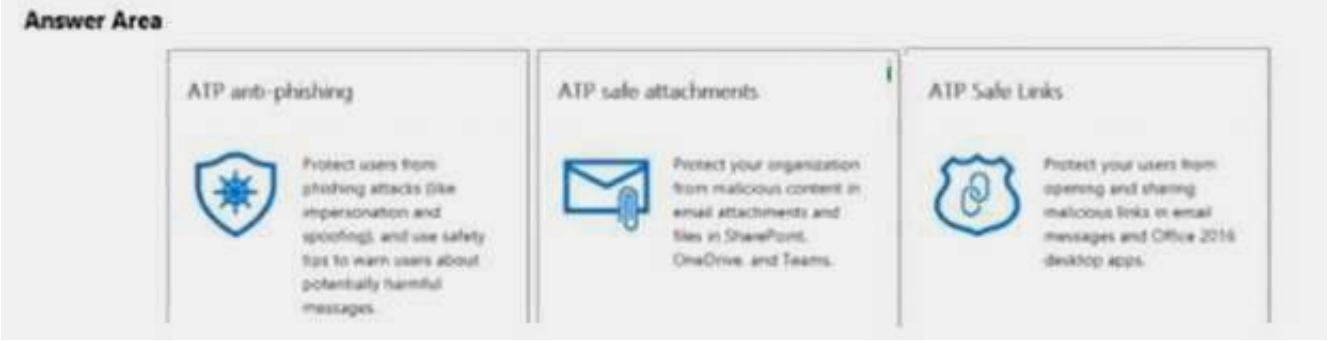 Answer Area
ATP anti-phishing
Protect users from
phishing attacks (like
impersonation and
spoofing), and use safety
tips to warn users about
potentially harmful
messages.
ATP safe attachments
Protect your organization
from malicious content in
email attachments and
files in SharePoint,
OneDrive, and Teams.
ATP Safe Links
Protect your users from
opening and sharing
malicious links in email
messages and Office 2016
desktop apps.